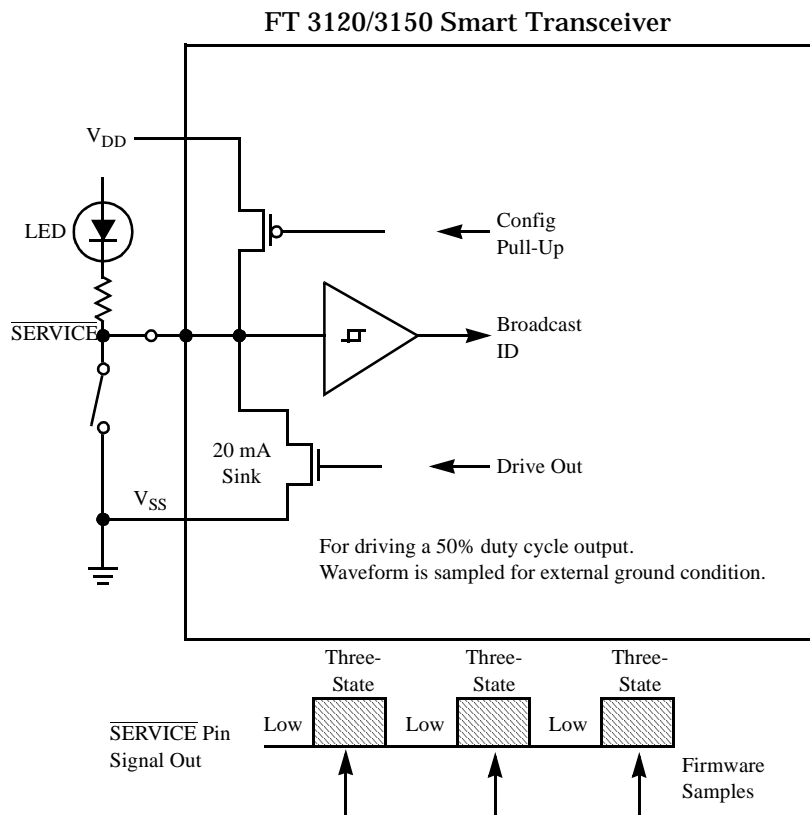 FT 3120/3150 Smart Transceiver
VDD
LED
Config
Pull-Up
SERVICE
Broadcast
ID
20 mA
Sink
Drive Out
VSS
For driving a 50% duty cycle output.
Waveform is sampled for external ground condition.
Three-
State
Three-
State
Three-
State
SERVICE Pin
Signal Out
Low
Low
Low
Firmware
Samples